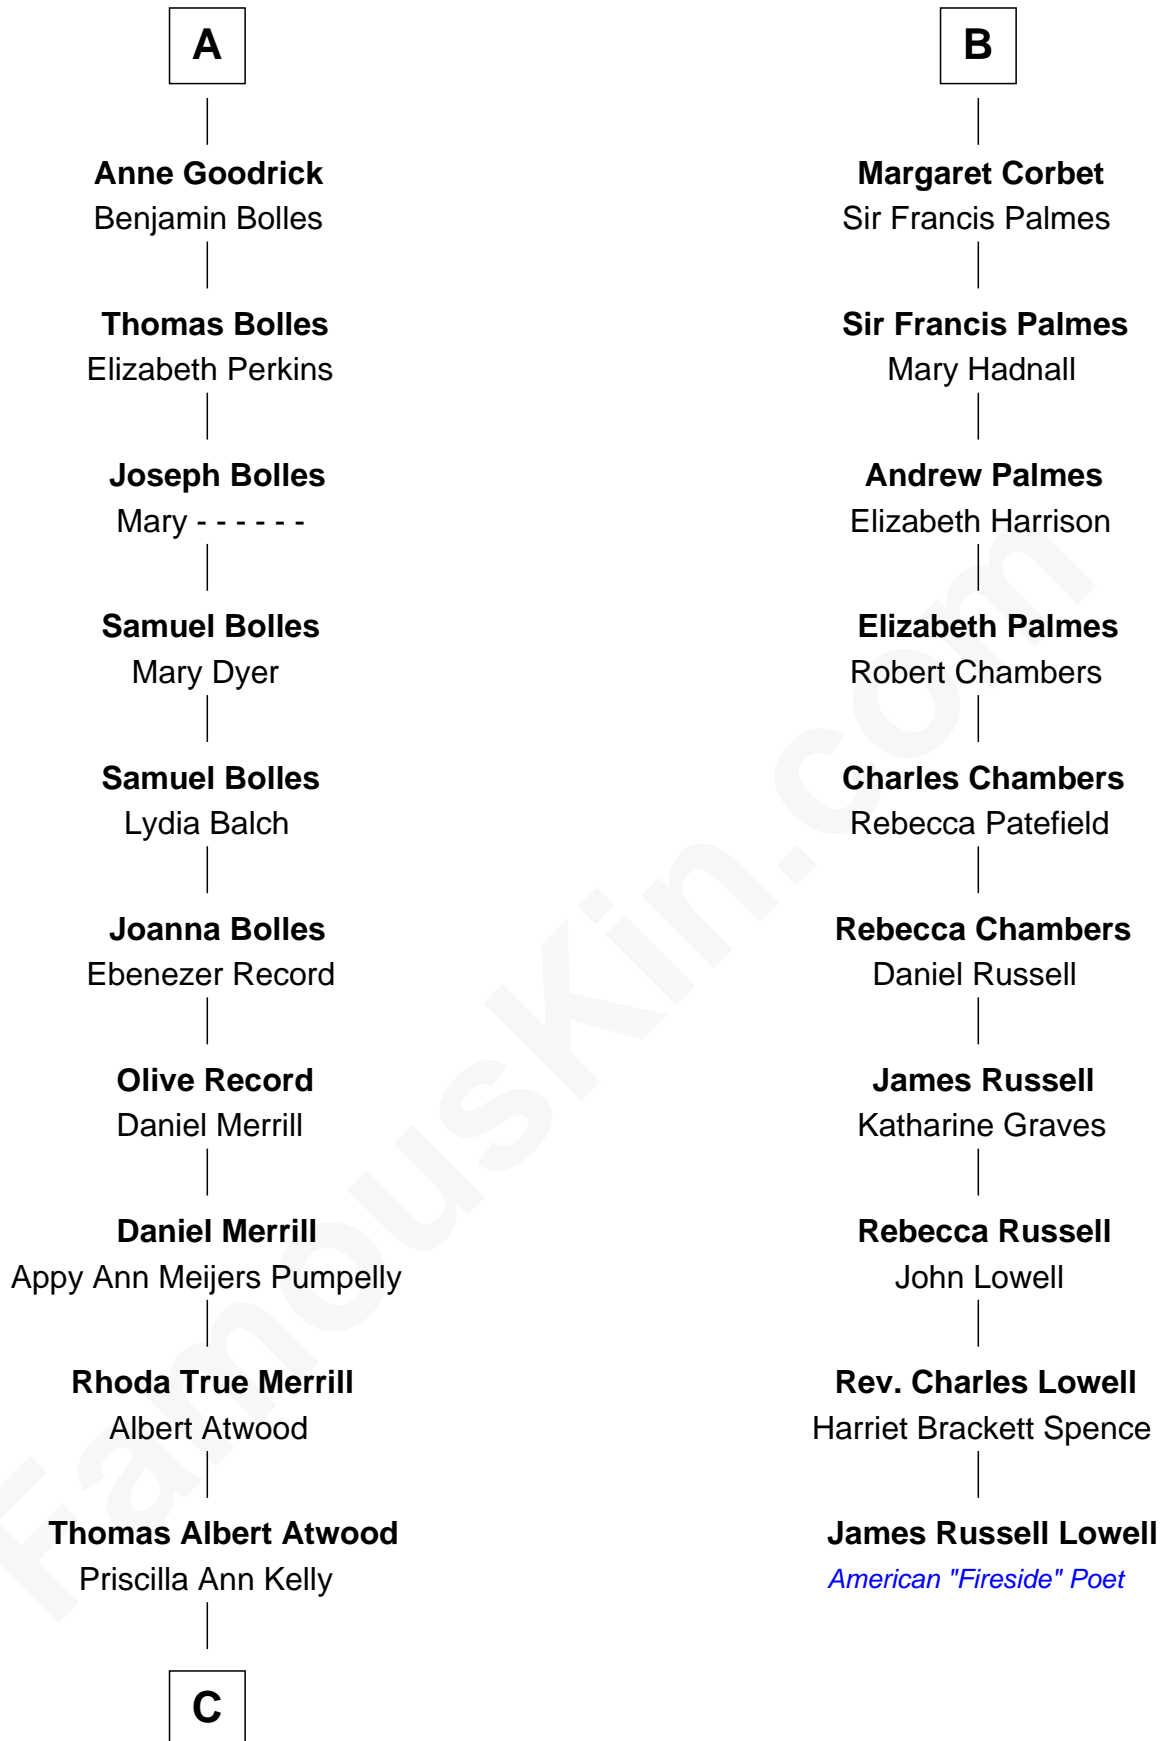 A
Anne Goodrick
Benjamin Bolles
Thomas Bolles
Elizabeth Perkins
Joseph Bolles
Mary - - - - - -
Samuel Bolles
Mary Dyer
Samuel Bolles
Lydia Balch
Joanna Bolles
Ebenezer Record
Olive Record
Daniel Merrill
Daniel Merrill
Appy Ann Meijers Pumpelly
Rhoda True Merrill
Albert Atwood
Thomas Albert Atwood
Priscilla Ann Kelly
C
B
Margaret Corbet
Sir Francis Palmes
Sir Francis Palmes
Mary Hadnall
Andrew Palmes
Elizabeth Harrison
Elizabeth Palmes
Robert Chambers
Charles Chambers
Rebecca Patefield
Rebecca Chambers
Daniel Russell
James Russell
Katharine Graves
Rebecca Russell
John Lowell
Rev. Charles Lowell
Harriet Brackett Spence
James Russell Lowell
American "Fireside" Poet
FamousKin.com